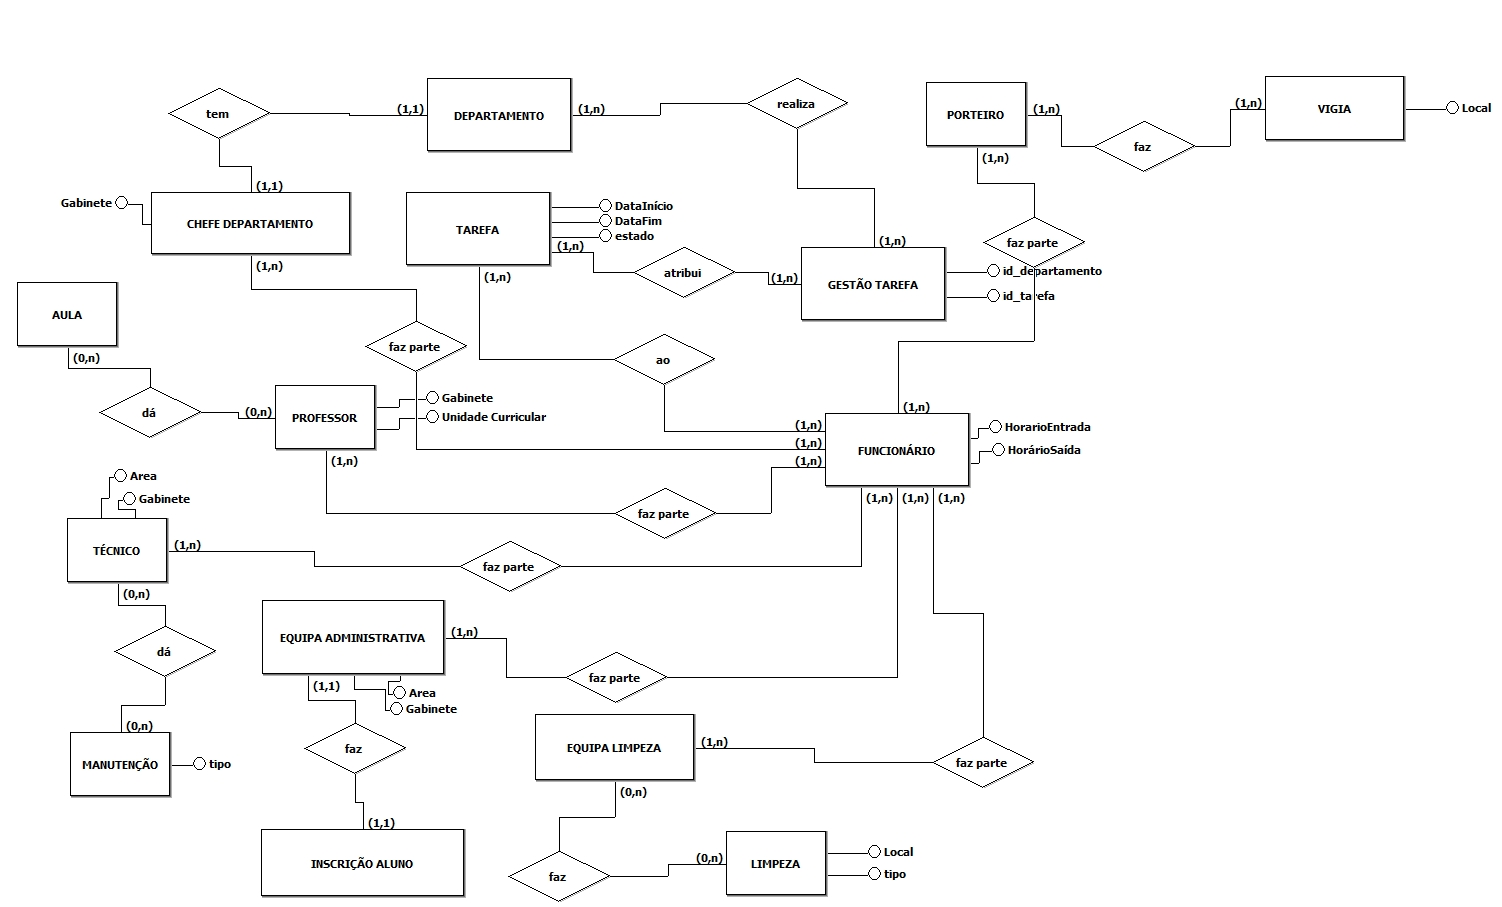 tem
(1,1)
DEPARTAMENTO
(1,n)
realiza
PORTEIRO
(1,n)
(1,n)
VIGIA
Local
faz
(1,n)
(1,1)
Gabinete
CHEFE DEPARTAMENTO
TAREFA
DataInício
DataFim
estado
(1,n)
(1,n)
faz parte
(1,n)
(1,n)
atribui
(1,n)
GESTÃO TAREFA
id_departamento
id_tarefa
AULA
(0,n)
faz parte
ao
dá
(0,n)
PROFESSOR
Gabinete
Unidade Curricular
(1,n)
(1,n)
(1,n)
(1,n)
(1,n)
FUNCIONÁRIO
HorarioEntrada
HorárioSaída
Area
Gabinete
(1,n)
(1,n)
(1,n)
faz parte
TÉCNICO
(1,n)
faz parte
(0,n)
EQUIPA ADMINISTRATIVA
(1,n)
dá
faz parte
(1,1)
Area
Gabinete
(0,n)
MANUTENÇÃO
tipo
faz
EQUIPA LIMPEZA
(1,n)
faz parte
(0,n)
(1,1)
INSCRIÇÃO ALUNO
faz
(0,n)
LIMPEZA
Local
tipo